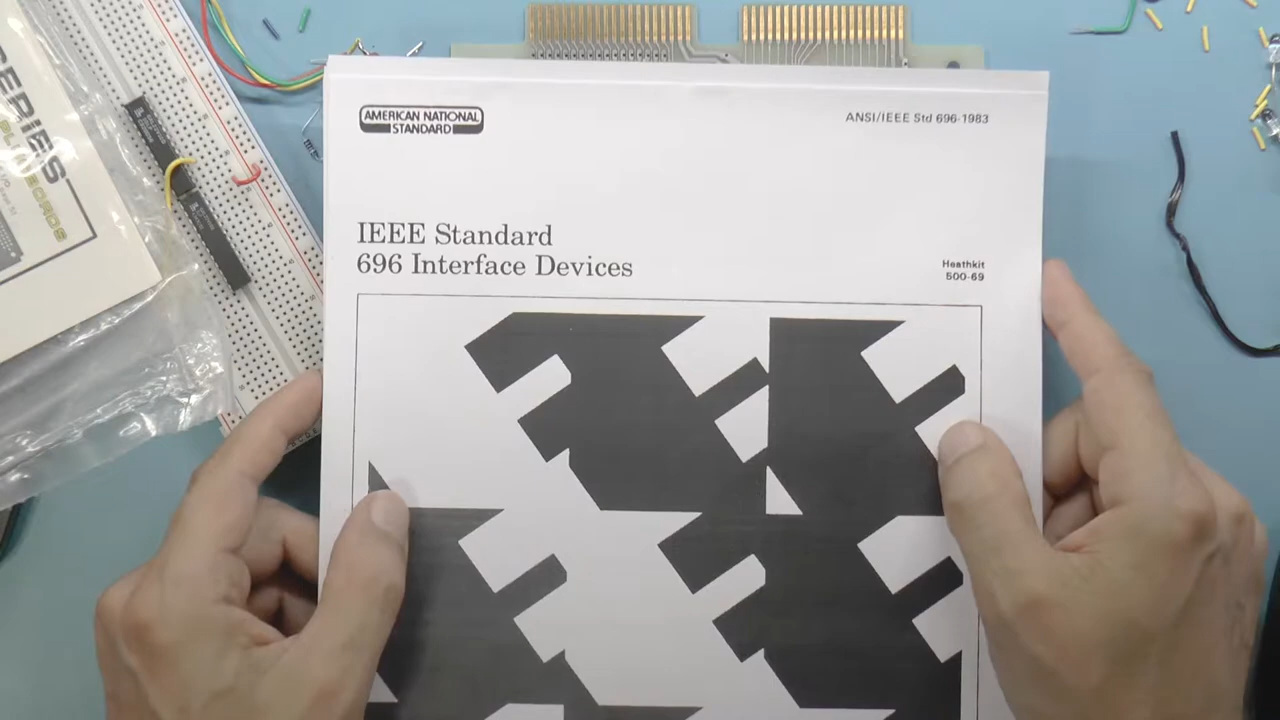 AMERICAN NATIONAL
STANDARD
ANSI/IEEE Std 696-1983
IEEE Standard
696 Interface Devices
Heathkit
500-69
SERIES